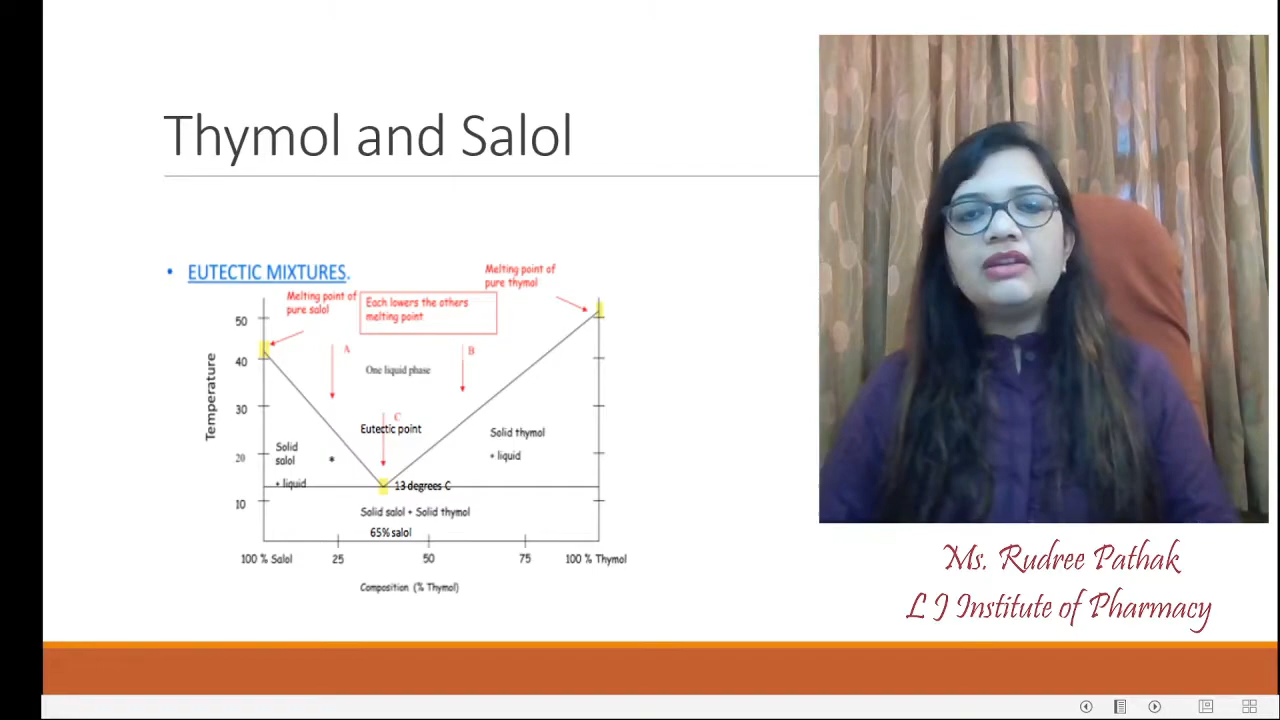 Thymol and Salol
• EUTECTIC MIXTURES.
Melting point of
pure salol
Each lowers the others
melting point
Melting point of
pure thymol
50
40
30
20
10
Temperature
A
B
One liquid phase
C
Eutectic point
Solid
salol
+ liquid
*
Solid thymol
+ liquid
13 degrees C
Solid salol + Solid thymol
65% salol
100 % Salol
25
50
75
100 % Thymol
Composition (% Thymol)
Ms. Rudree Pathak
L J Institute of Pharmacy